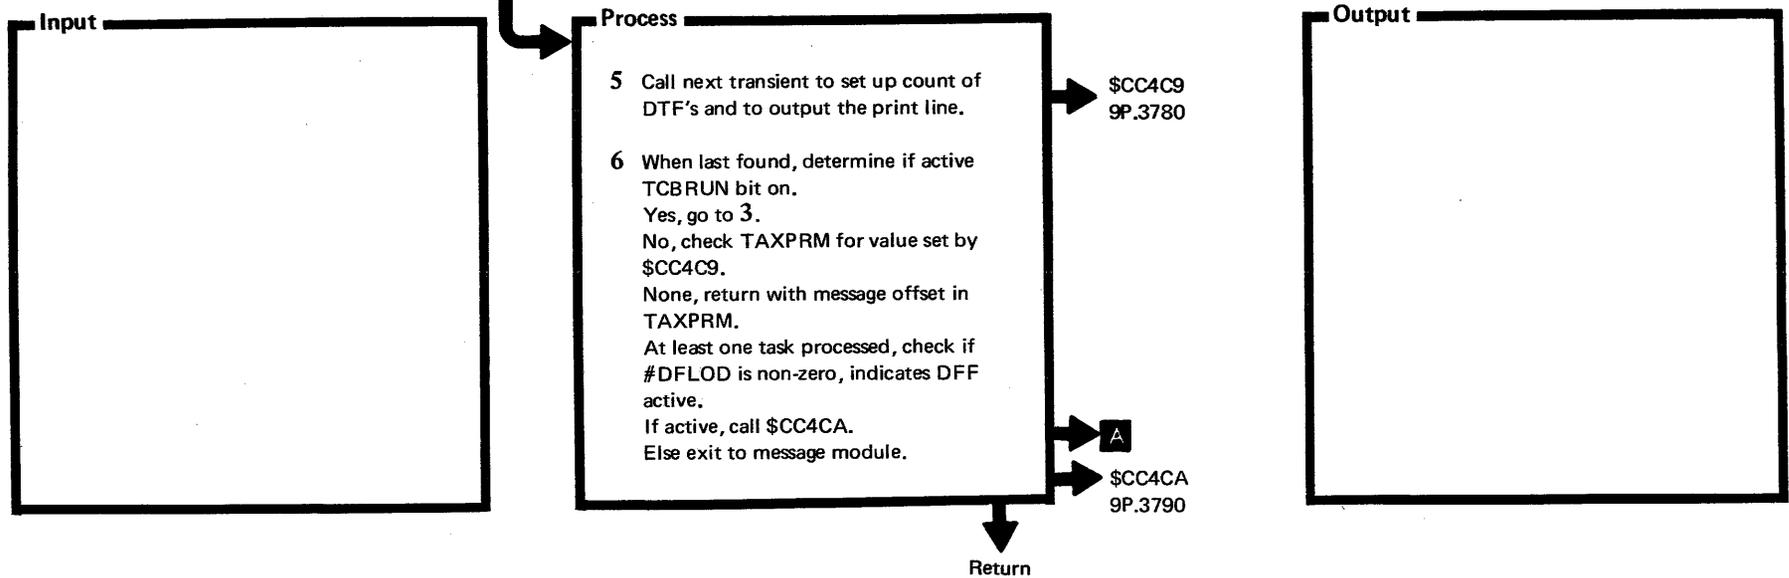 Input
Process
5 Call next transient to set up count of
DTF's and to output the print line.
6 When last found, determine if active
TCBRUN bit on.
Yes, go to 3.
No, check TAXPRM for value set by
$CC4C9.
None, return with message offset in
TAXPRM.
At least one task processed, check if
#DFLOD is non-zero, indicates DFF
active.
If active, call $CC4CA.
Else exit to message module.
$CC4C9
9P.3780
A
$CC4CA
9P.3790
Return
Output